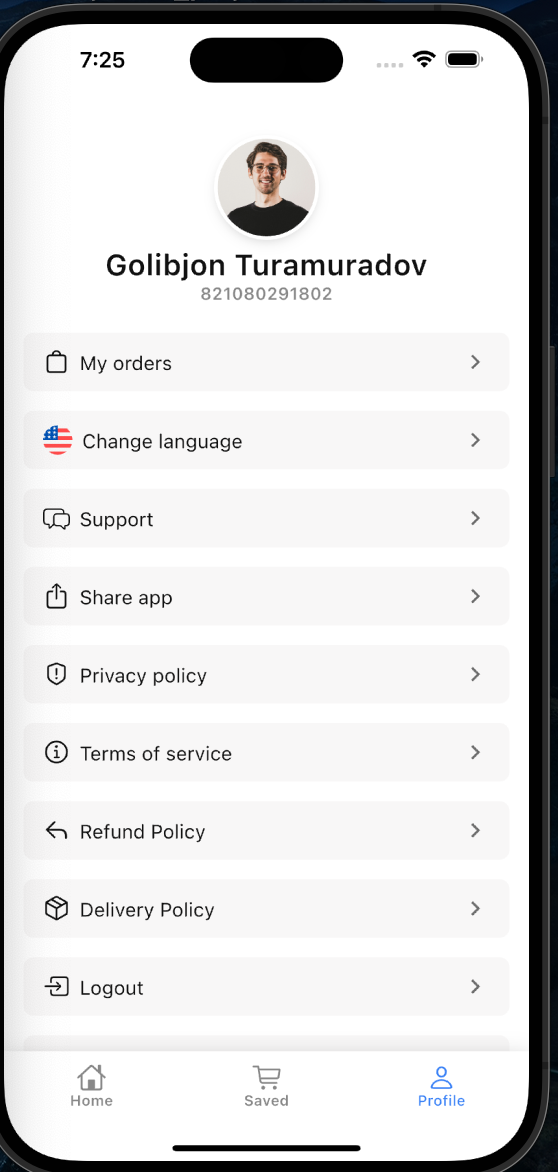 7:25
Golibjon Turamuradov
821080291802
My orders
Change language
Support
Share app
Privacy policy
Terms of service
Refund Policy
Delivery Policy
Logout
Home
Saved
Profile